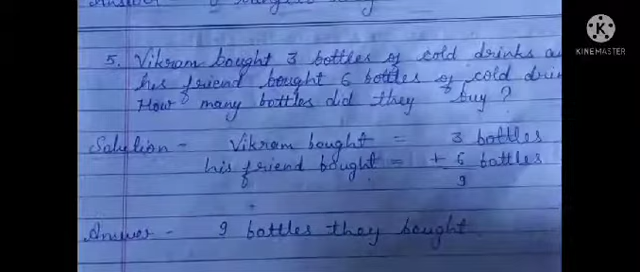 5. Vikram bought 3 bottles of cold drinks
his friend bought 6 bottles of cold
How many bottles did they buy ?
Solution - Vikram bought = 3 bottles
his friend bought = + 6 bottles
9
Answer - 9 bottles they bought
KINEMASTER